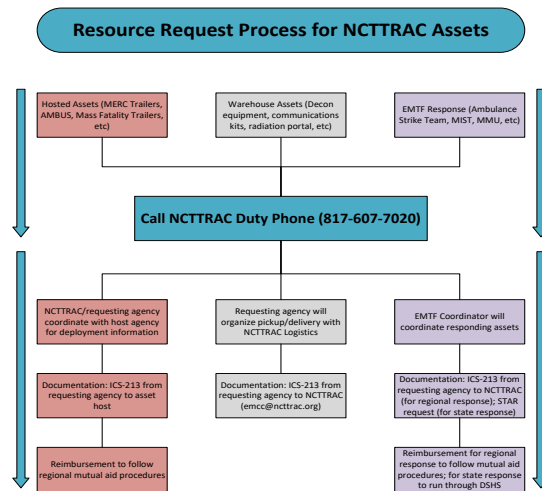 Resource Request Process for NCTTRAC Assets
Hosted Assets (MERC Trailers,
AMBUS, Mass Fatality Trailers,
etc)
Warehouse Assets (Decon
equipment, communications
kits, radiation portal, etc)
EMTF Response (Ambulance
Strike Team, MIST, MMU, etc)
Call NCTTRAC Duty Phone (817-607-7020)
NCTTRAC/requesting agency
coordinate with host agency
for deployment information
Requesting agency will
organize pickup/delivery with
NCTTRAC Logistics
EMTF Coordinator will
coordinate responding assets
Documentation: ICS-213 from
requesting agency to asset
host
Documentation: ICS-213 from
requesting agency to NCTTRAC
(emcc@ncttrac.org)
Documentation: ICS-213 from
requesting agency to NCTTRAC
(for regional response); STAR
request (for state response)
Reimbursement to follow
regional mutual aid procedures
Reimbursement for regional
response to follow mutual aid
procedures; for state response
to run through DSHS